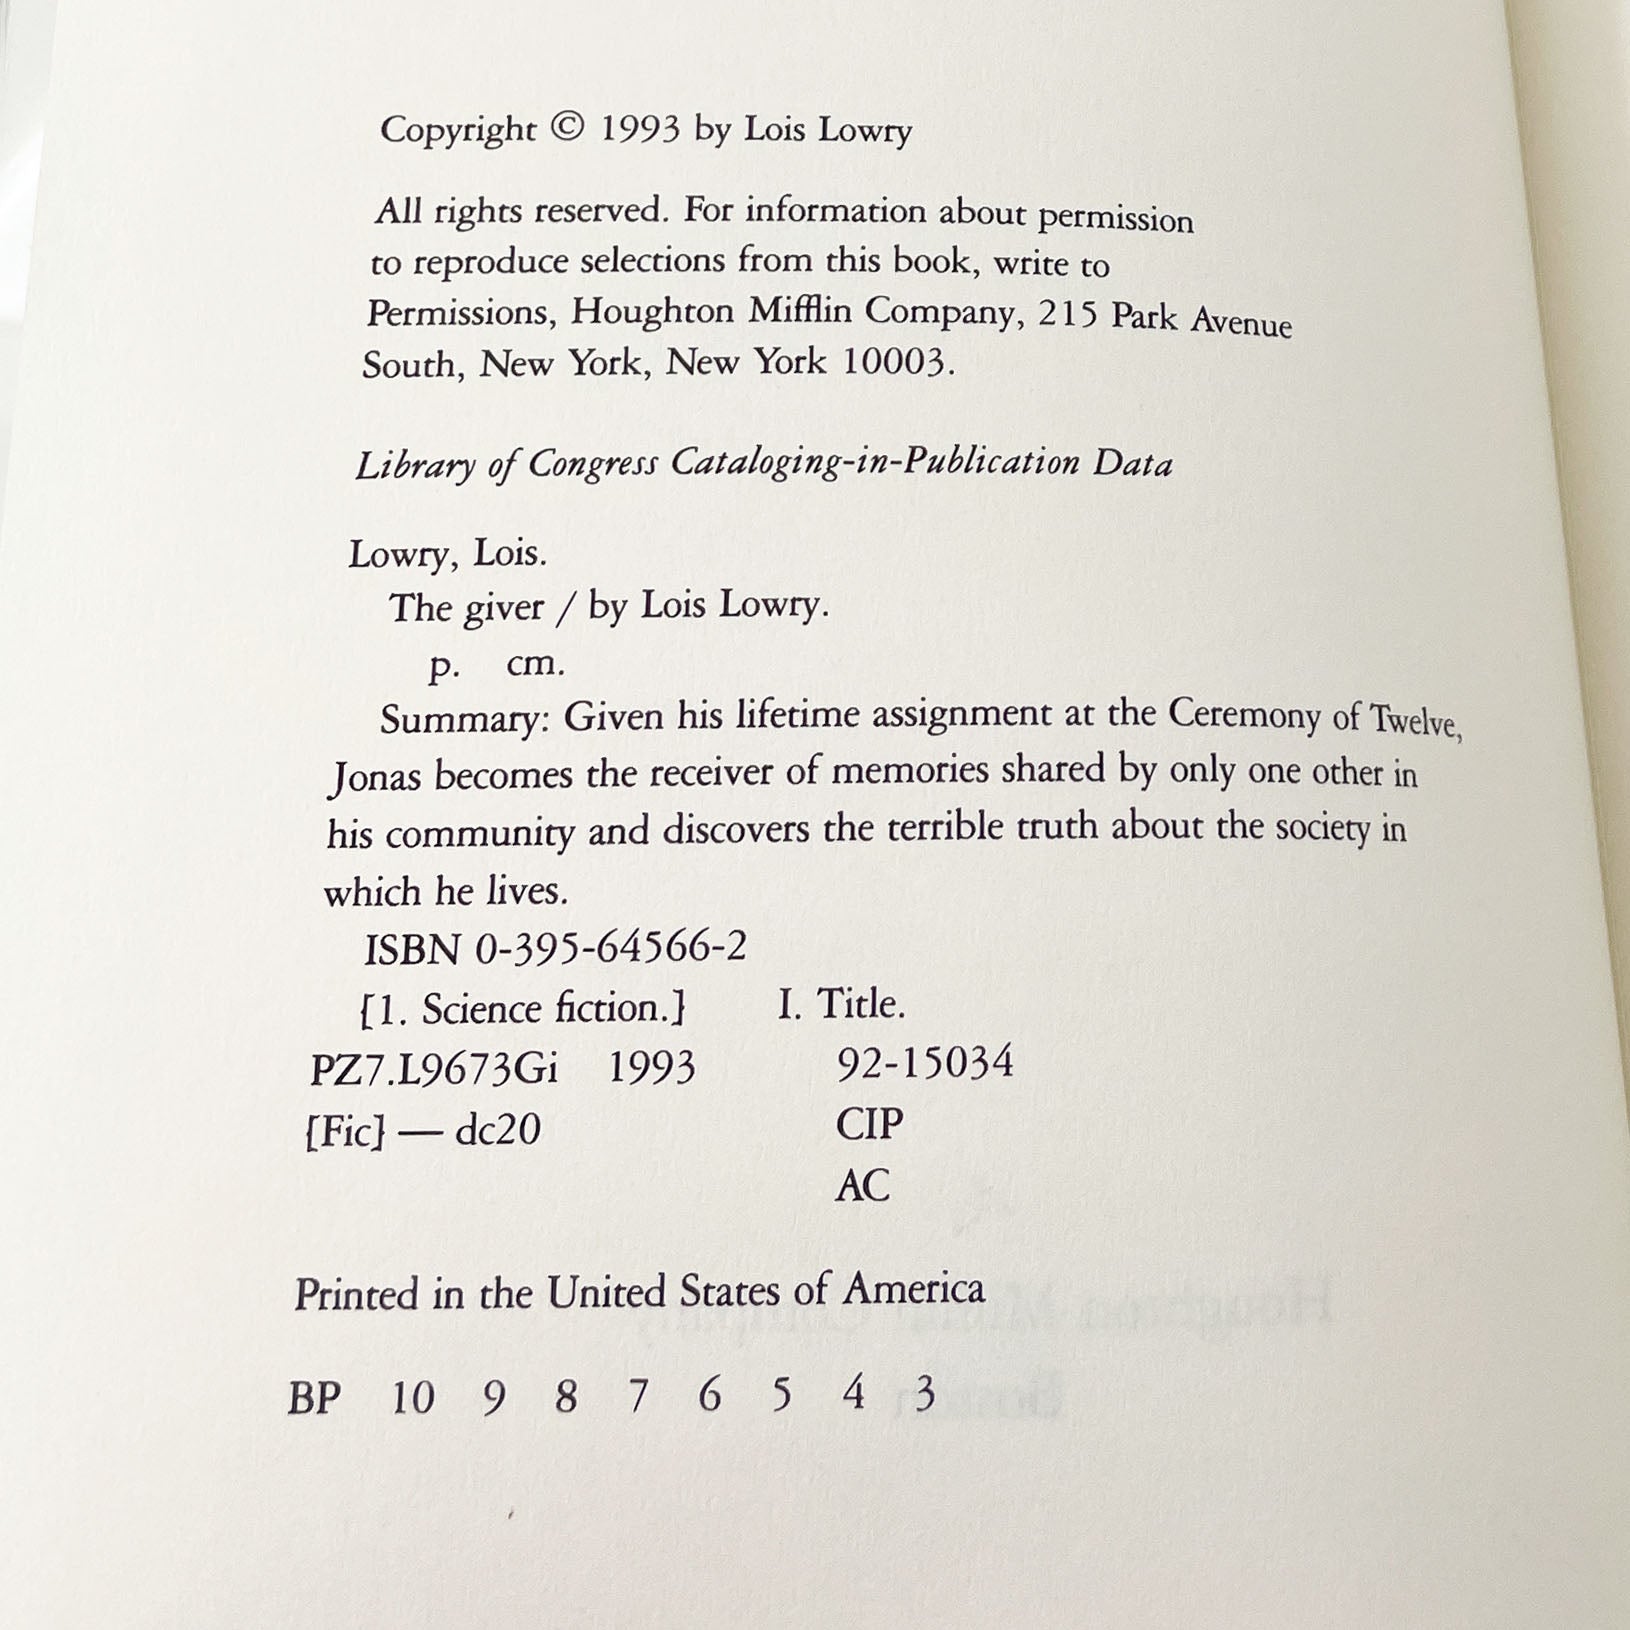 Copyright © 1993 by Lois Lowry
All rights reserved. For information about permission
to reproduce selections from this book, write to
Permissions, Houghton Mifflin Company, 215 Park Avenue
South, New York, New York 10003.
Library of Congress Cataloging-in-Publication Data
Lowry, Lois.
The giver / by Lois Lowry.
p. cm.
Summary: Given his lifetime assignment at the Ceremony of Twelve,
Jonas becomes the receiver of memories shared by only one other in
his community and discovers the terrible truth about the society in
which he lives.
ISBN 0-395-64566-2
[1. Science fiction.] I. Title.
PZ7.L9673Gi 1993 92-15034
[Fic] — dc20 CIP
AC
Printed in the United States of America
BP 10 9 8 7 6 5 4 3